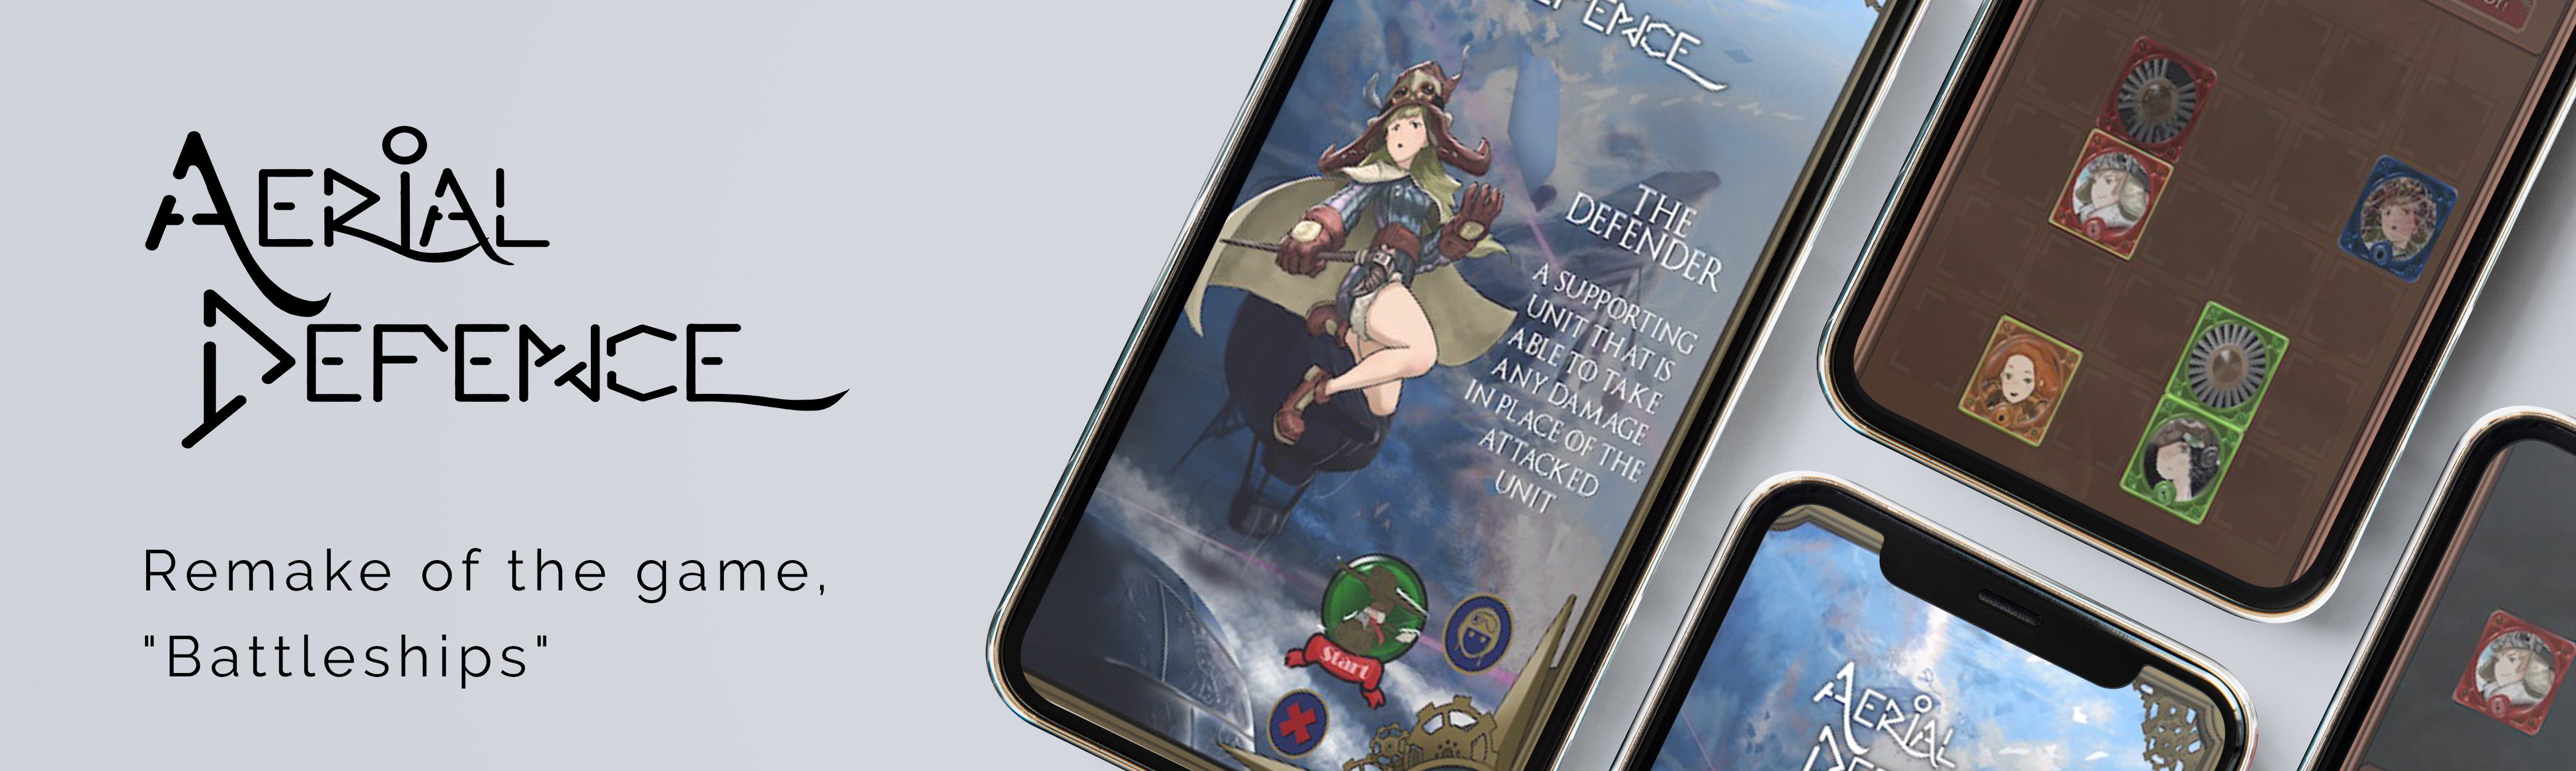 AERIAL
DEFENCE
Remake of the game,
"Battleships"
DEFENCE
THE
DEFENDER
A SUPPORTING
UNIT THAT IS
ABLE TO TAKE
ANY DAMAGE
IN PLACE OF THE
ATTACKED
UNIT
Start
AERIAL